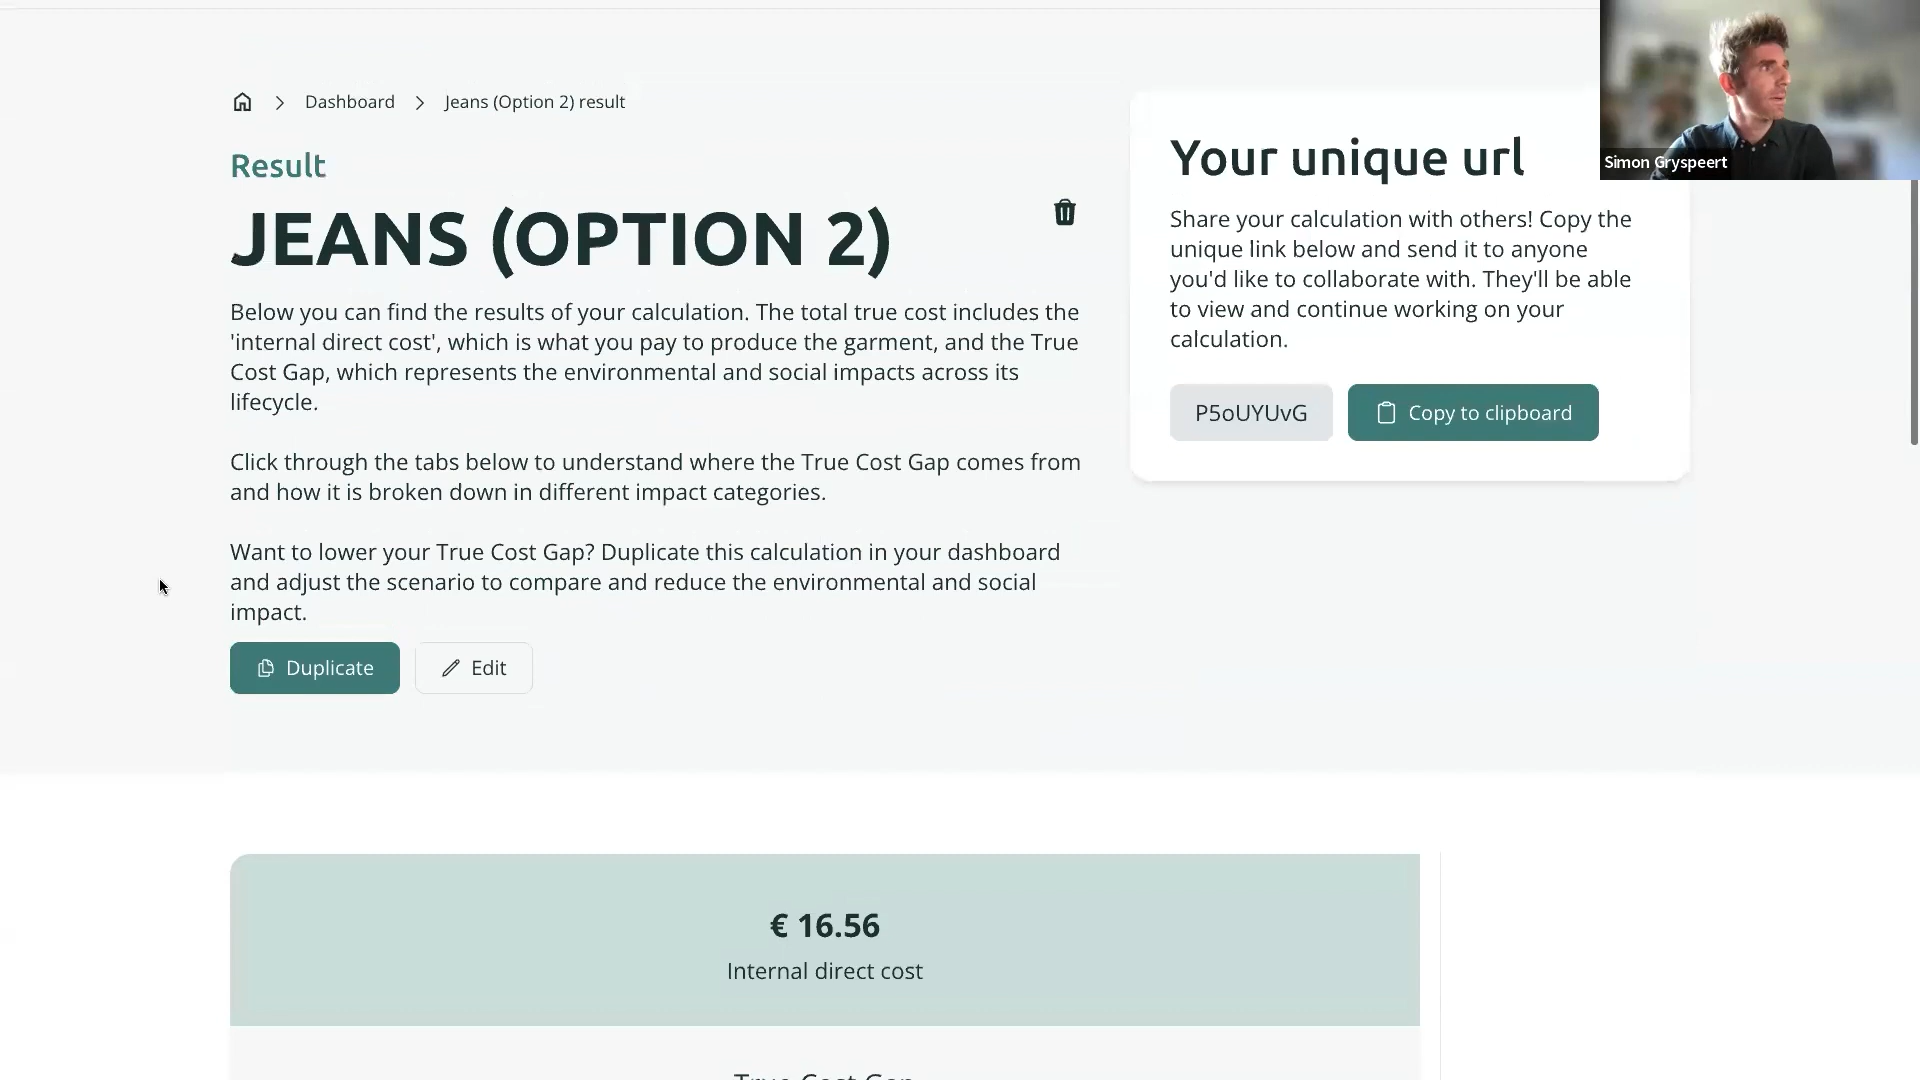 Dashboard
Jeans (Option 2) result
Result
JEANS (OPTION 2)
Below you can find the results of your calculation. The total true cost includes the
'internal direct cost', which is what you pay to produce the garment, and the True
Cost Gap, which represents the environmental and social impacts across its
lifecycle.
Click through the tabs below to understand where the True Cost Gap comes from
and how it is broken down in different impact categories.
Want to lower your True Cost Gap? Duplicate this calculation in your dashboard
and adjust the scenario to compare and reduce the environmental and social
impact.
Duplicate
Edit
Your unique url
Share your calculation with others! Copy the
unique link below and send it to anyone
you'd like to collaborate with. They'll be able
to view and continue working on your
calculation.
P5oUYUvG
Copy to clipboard
Simon Gryspeert
€ 16.56
Internal direct cost
True Cost Gap